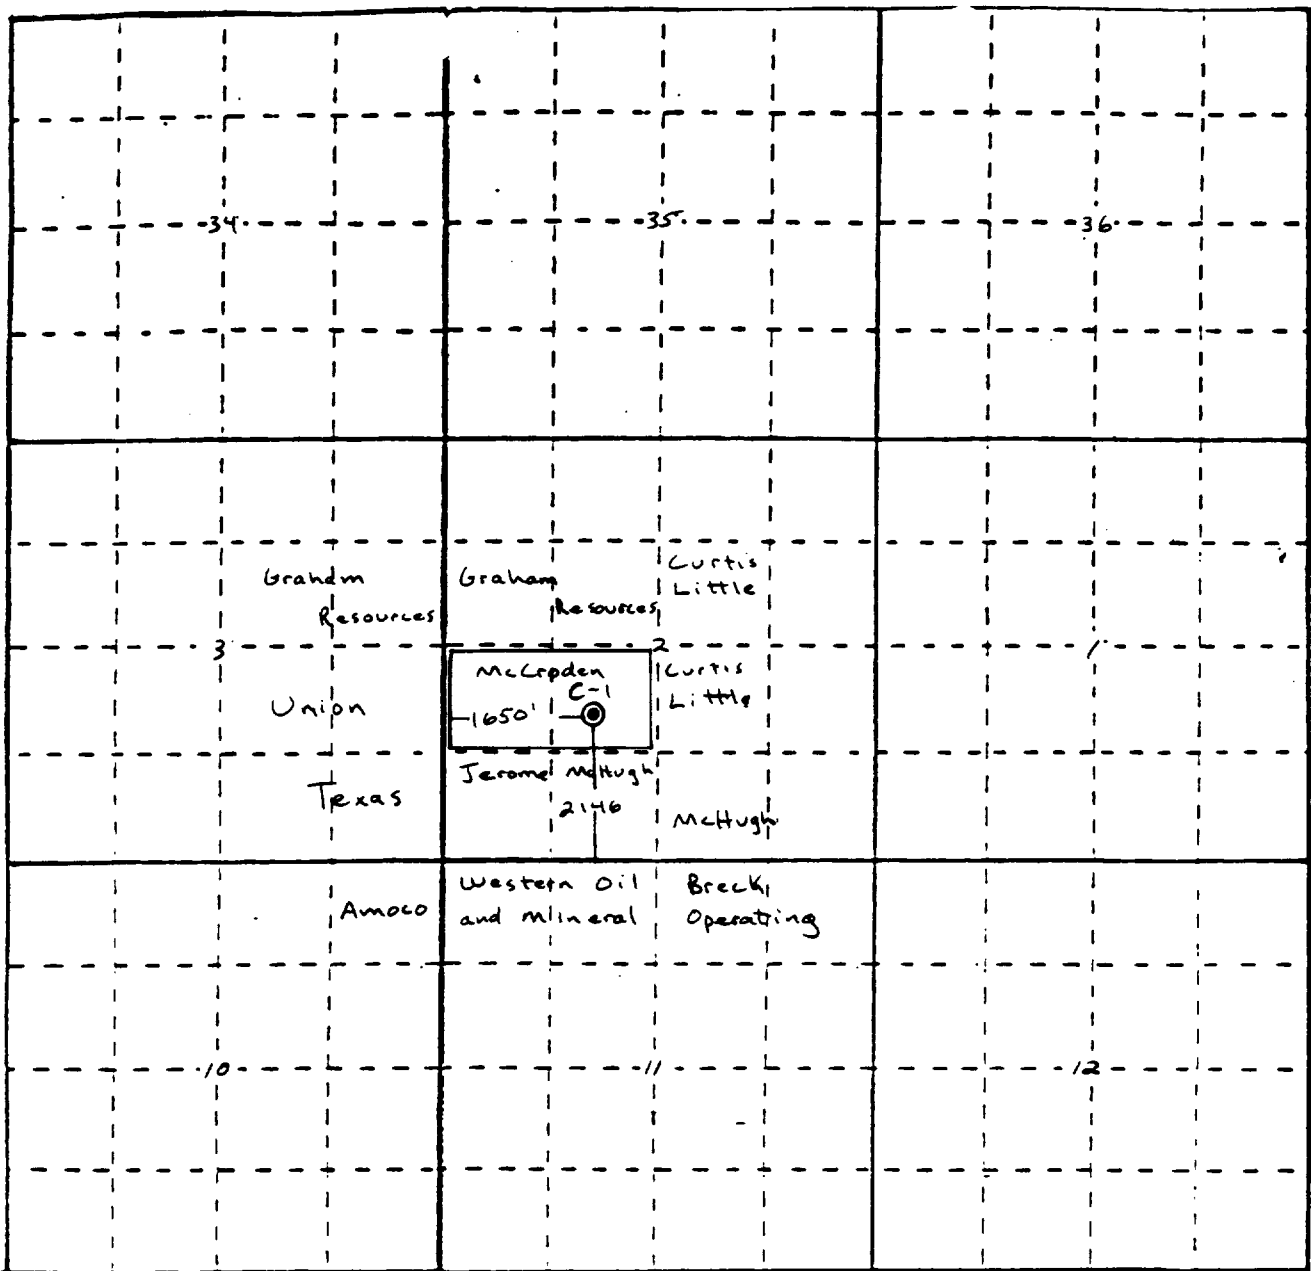 34
35
36
Graham
Resources
Graham
Resources
Curtis
Little
3
2
1
McCroden
C-1
1650'
Curtis
Little
Union
Jerome McHugh
2146
Texas
McHugh
Amoco
Western Oil
and Mineral
Breck
Operating
10
11
12